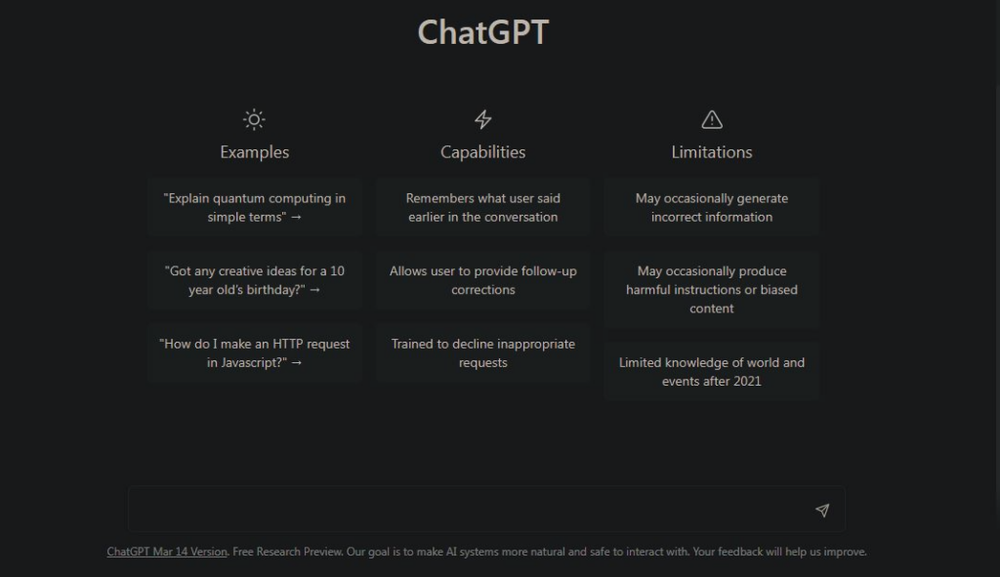 ChatGPT
Examples
"Explain quantum computing in
simple terms" →
"Got any creative ideas for a 10
year old's birthday?" →
"How do I make an HTTP request
in Javascript?" →
Capabilities
Remembers what user said
earlier in the conversation
Allows user to provide follow-up
corrections
Trained to decline inappropriate
requests
Limitations
May occasionally generate
incorrect information
May occasionally produce
harmful instructions or biased
content
Limited knowledge of world and
events after 2021
ChatGPT Mar 14 Version. Free Research Preview. Our goal is to make AI systems more natural and safe to interact with. Your feedback will help us improve.